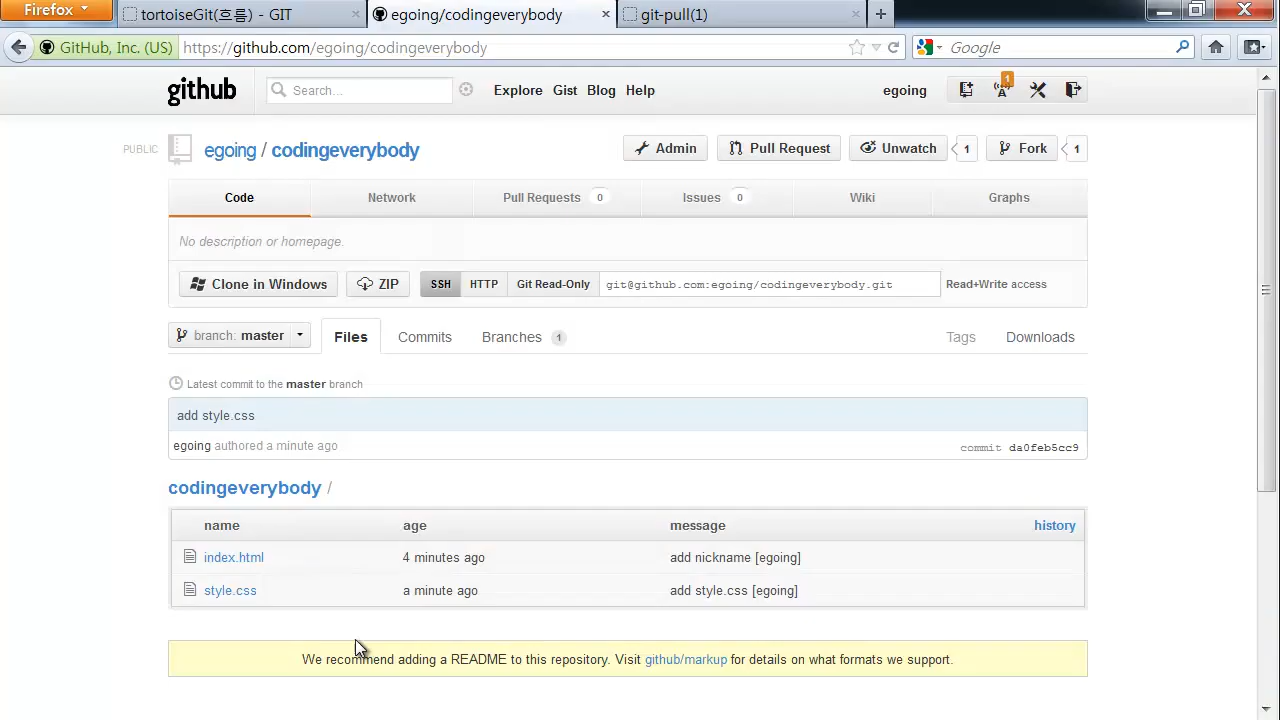 Firefox
tortoiseGit(흐름) - GIT
egoing/codingeverybody
git-pull(1)
GitHub, Inc. (US)
https://github.com/egoing/codingeverybody
Google
github
Search...
Explore Gist Blog Help
egoing
1
PUBLIC
egoing / codingeverybody
Admin
Pull Request
Unwatch
1
Fork
1
Code
Network
Pull Requests 0
Issues 0
Wiki
Graphs
No description or homepage.
Clone in Windows
ZIP
SSH
HTTP
Git Read-Only
git@github.com:egoing/codingeverybody.git
Read+Write access
branch: master
Files
Commits
Branches 1
Tags
Downloads
Latest commit to the master branch
add style.css
egoing authored a minute ago
commit da0feb5cc9
codingeverybody /
name age message history
index.html 4 minutes ago add nickname [egoing]
style.css a minute ago add style.css [egoing]
We recommend adding a README to this repository. Visit github/markup for details on what formats we support.